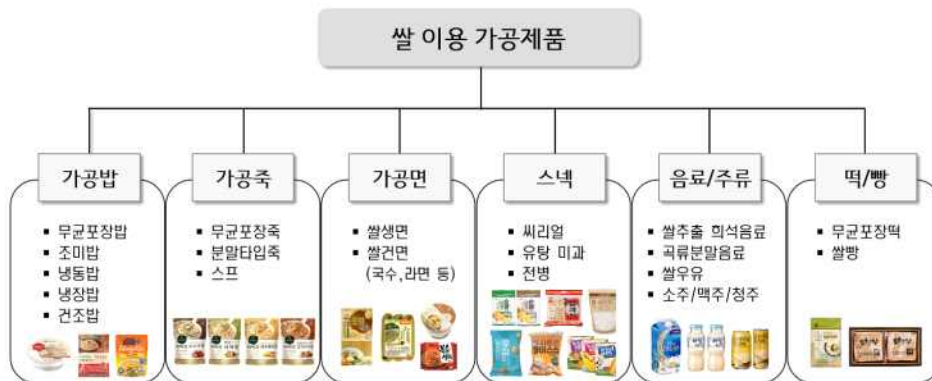 쌀 이용 가공제품
가공밥
무균포장밥
조미밥
냉동밥
냉장밥
건조밥
가공죽
무균포장죽
분말타입죽
스프
가공면
쌀생면
쌀건면
(국수,라면 등)
스넥
씨리얼
유탕 미과
전병
음료/주류
쌀추출 희석음료
곡류분말음료
쌀우유
소주/맥주/청주
떡/빵
무균포장떡
쌀빵